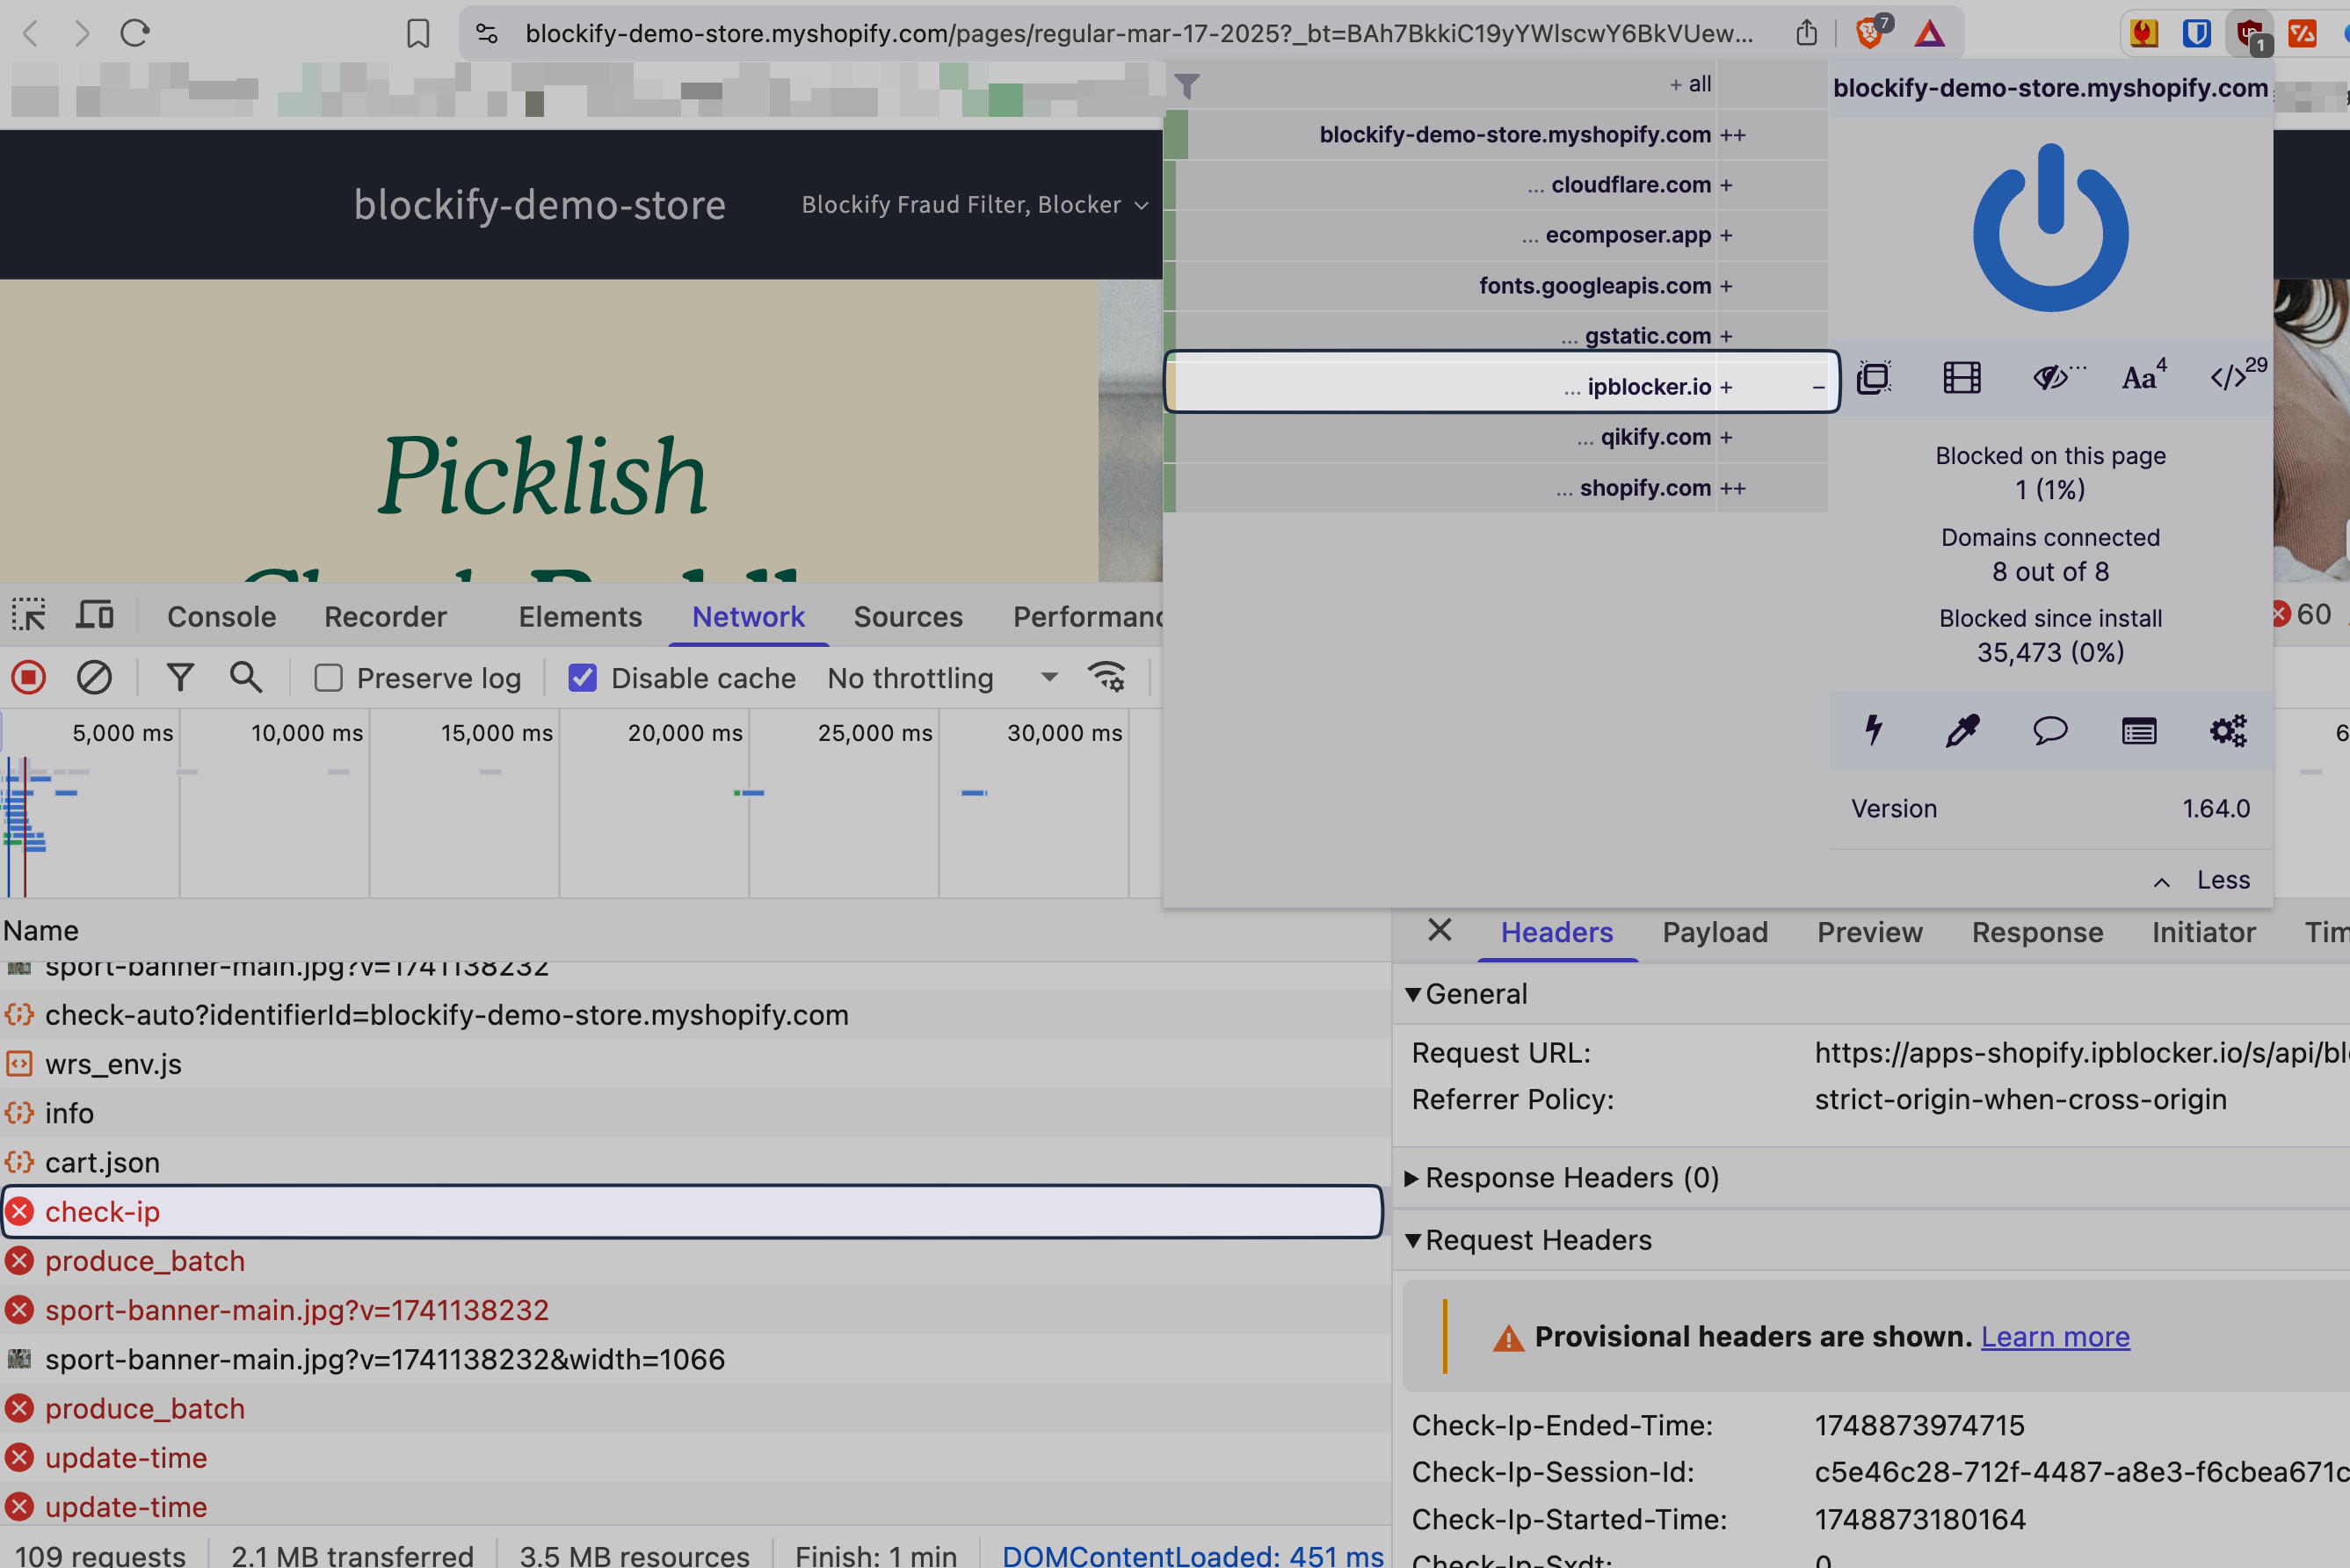 blockify-demo-store.myshopify.com/pages/regular-mar-17-2025?_bt=BAh7BkkiC19yYWlscwY6BkVUew...
7
1
+ all
blockify-demo-store.myshopify.com ++
... cloudflare.com +
... ecomposer.app +
fonts.googleapis.com +
... gstatic.com +
... ipblocker.io + −
... qikify.com +
... shopify.com ++
blockify-demo-store.myshopify.com
...
Aa 4
</> 29
Blocked on this page
1 (1%)
Domains connected
8 out of 8
Blocked since install
35,473 (0%)
Version 1.64.0
Less
blockify-demo-store
Blockify Fraud Filter, Blocker
Picklish
Console Recorder Elements Network Sources Performanc
60
Preserve log Disable cache No throttling
5,000 ms 10,000 ms 15,000 ms 20,000 ms 25,000 ms 30,000 ms 6
Name
sport-banner-main.jpg?v=1741138232
check-auto?identifierId=blockify-demo-store.myshopify.com
wrs_env.js
info
cart.json
check-ip
produce_batch
sport-banner-main.jpg?v=1741138232
sport-banner-main.jpg?v=1741138232&width=1066
produce_batch
update-time
update-time
109 requests 2.1 MB transferred 3.5 MB resources Finish: 1 min DOMContentLoaded: 451 ms
Headers Payload Preview Response Initiator Tim
General
Request URL: https://apps-shopify.ipblocker.io/s/api/bl
Referrer Policy: strict-origin-when-cross-origin
Response Headers (0)
Request Headers
Provisional headers are shown. Learn more
Check-Ip-Ended-Time: 1748873974715
Check-Ip-Session-Id: c5e46c28-712f-4487-a8e3-f6cbea671c
Check-Ip-Started-Time: 1748873180164
Check-Ip-Sxdt: 0